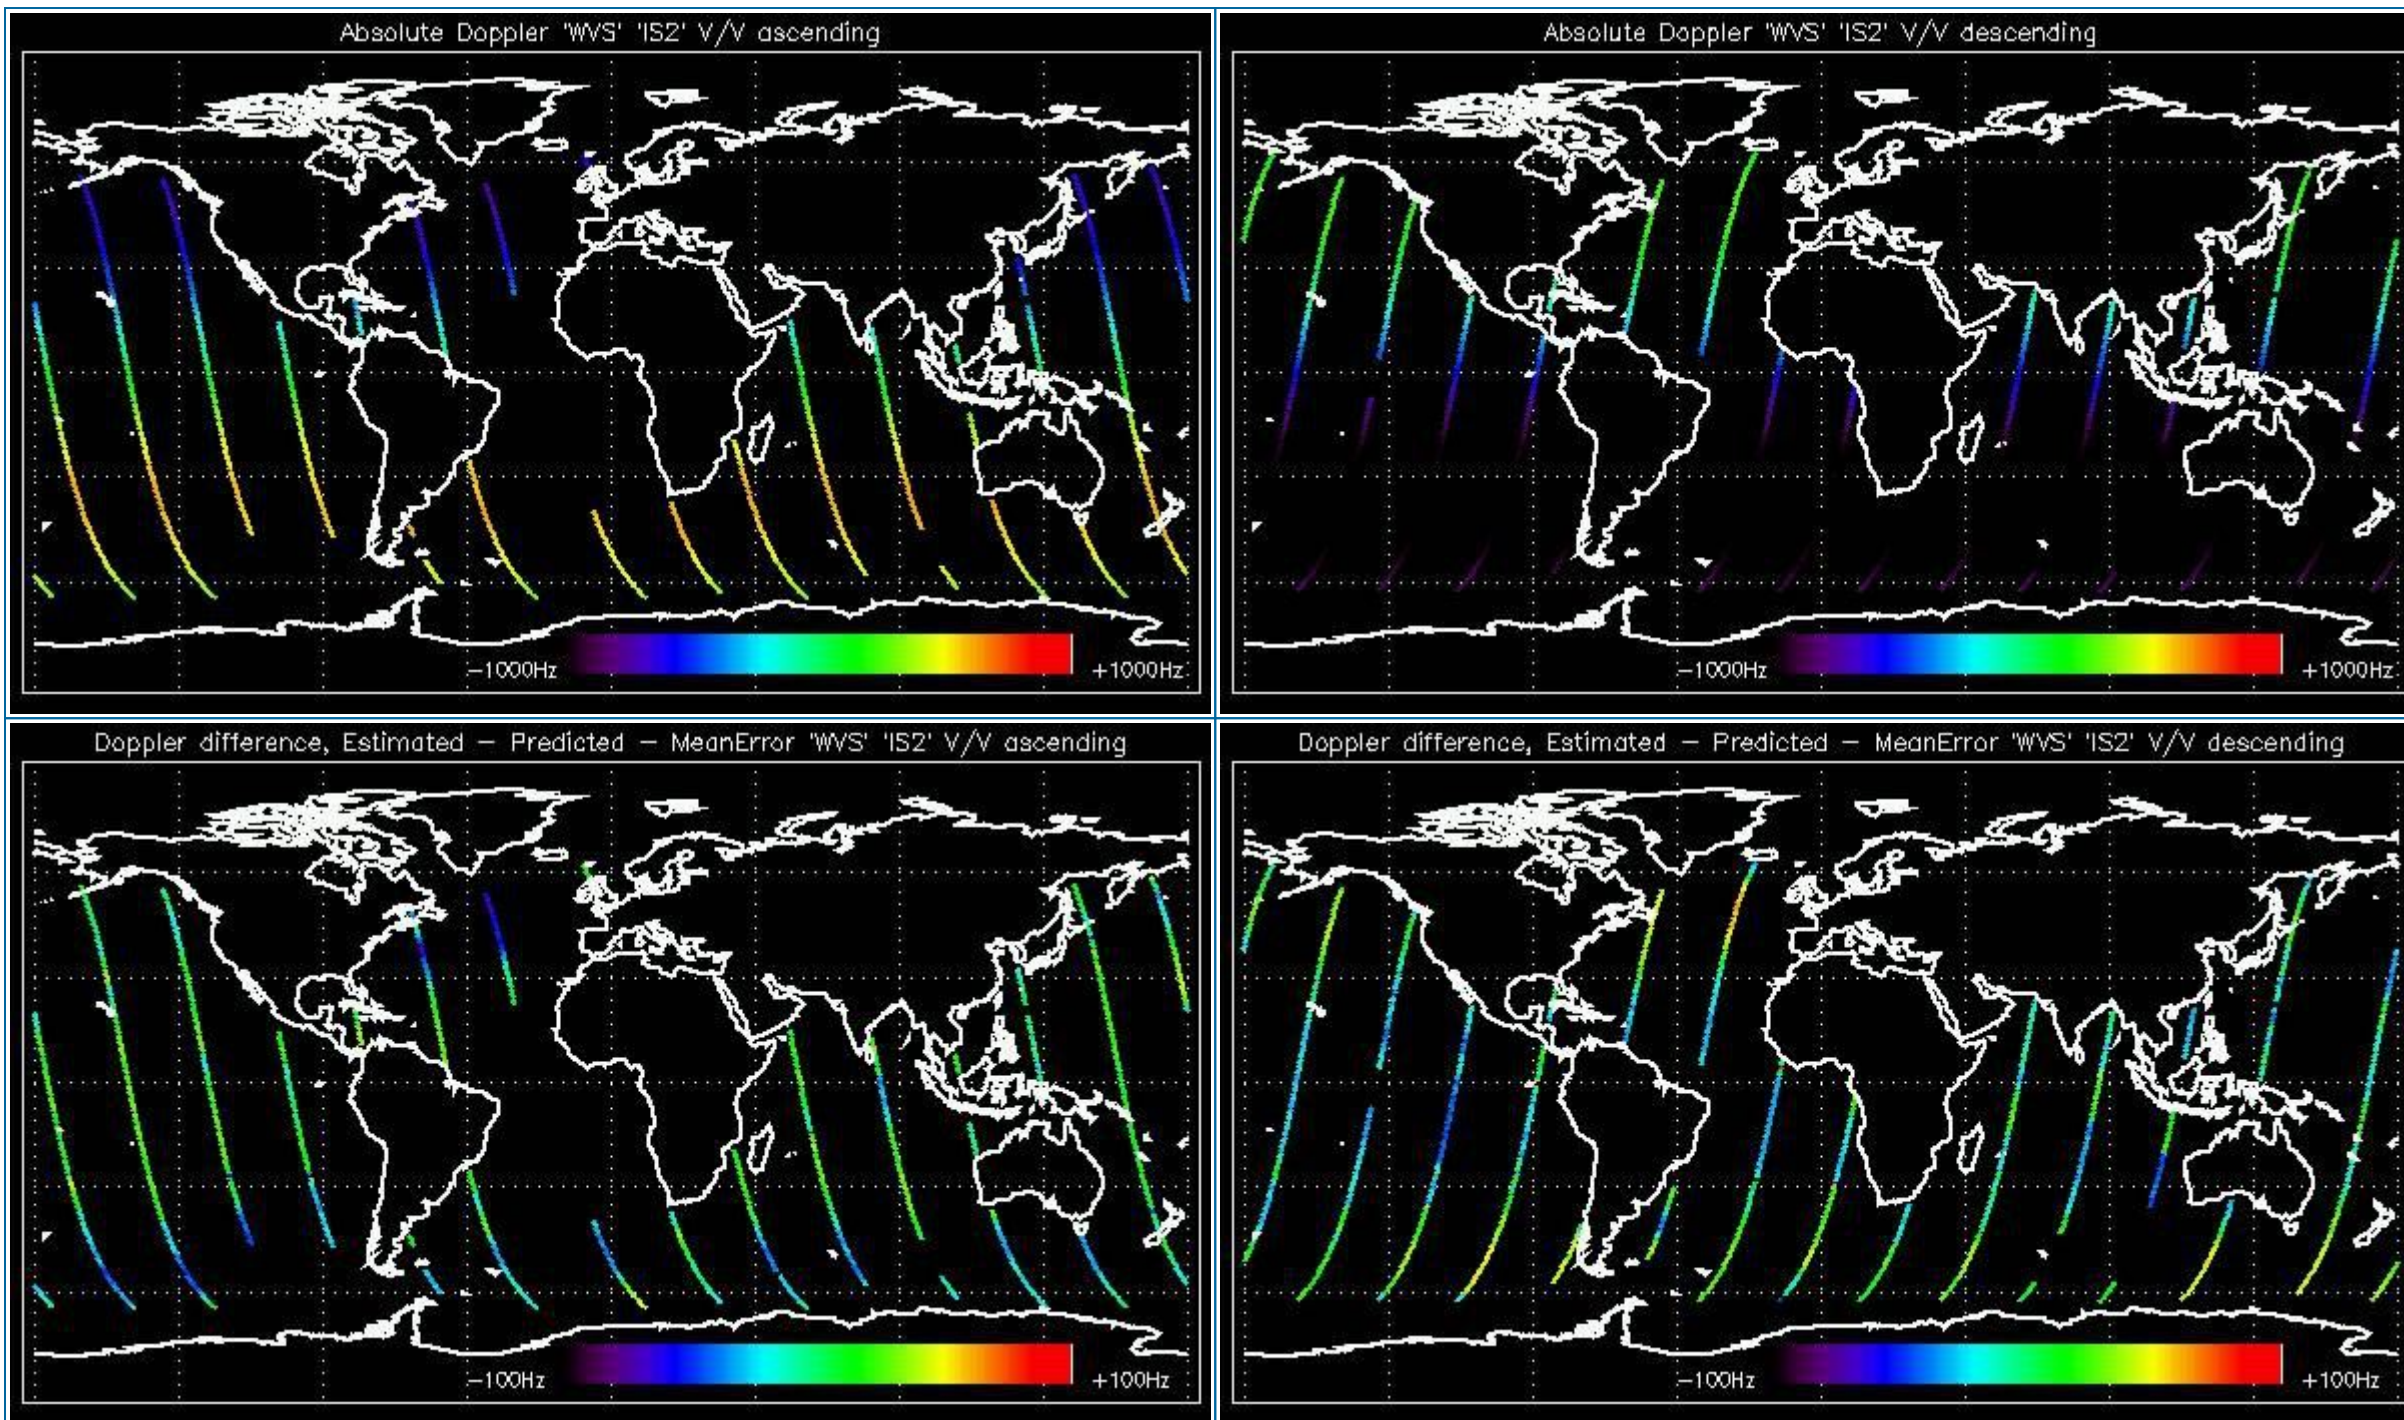 Absolute Doppler 'WVS' 'IS2' V/V ascending
-1000Hz
+1000Hz
Absolute Doppler 'WVS' 'IS2' V/V descending
-1000Hz
+1000Hz
Doppler difference, Estimated - Predicted - MeanError 'WVS' 'IS2' V/V ascending
-100Hz
+100Hz
Doppler difference, Estimated - Predicted - MeanError 'WVS' 'IS2' V/V descending
-100Hz
+100Hz